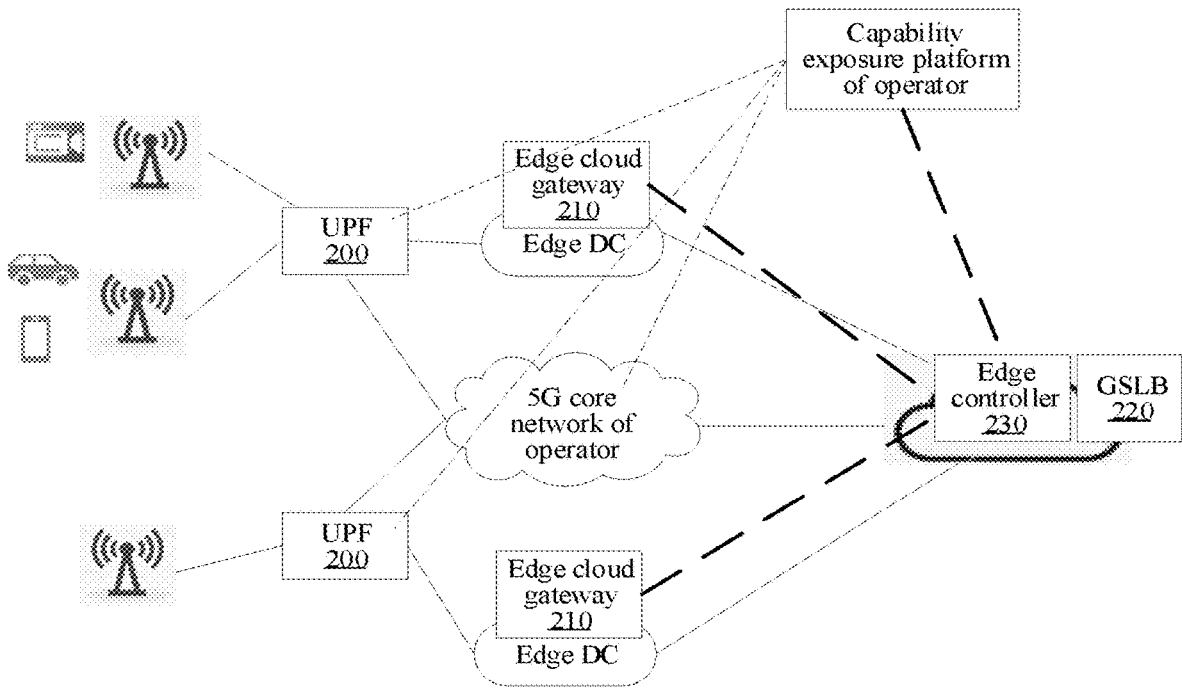 Capability
exposure platform
of operator
Edge cloud
gateway
210
Edge DC
UPF
200
5G core
network of
operator
Edge
controller
230
GSLB
220
UPF
200
Edge cloud
gateway
210
Edge DC